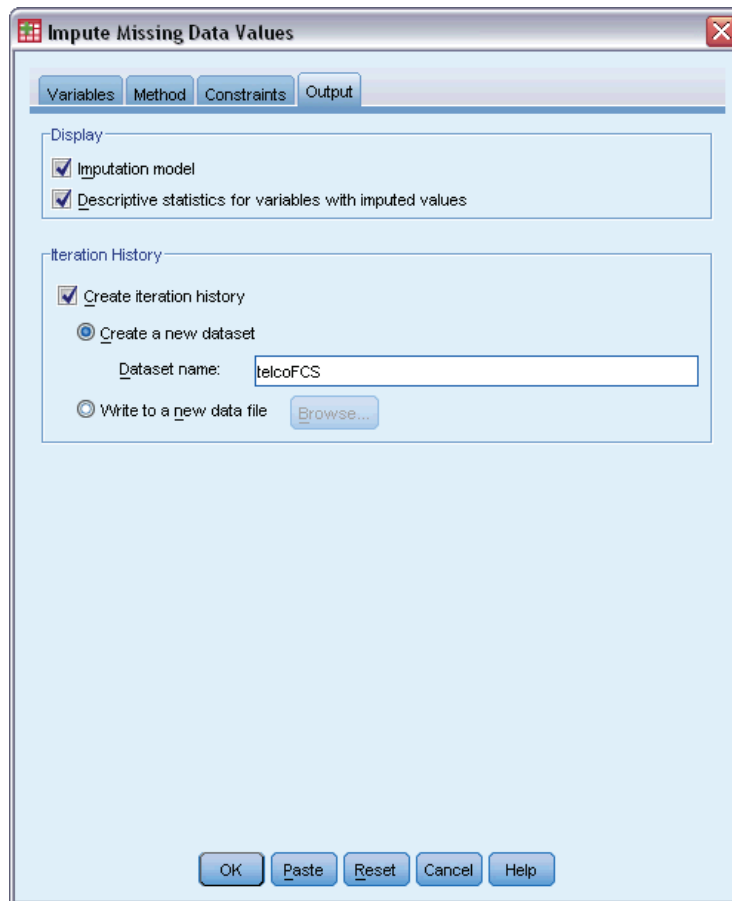 Impute Missing Data Values
Variables Method Constraints Output
Display
Imputation model
Descriptive statistics for variables with imputed values
Iteration History
Create iteration history
Create a new dataset
Dataset name: telcoFCS
Write to a new data file Browse...
OK Paste Reset Cancel Help